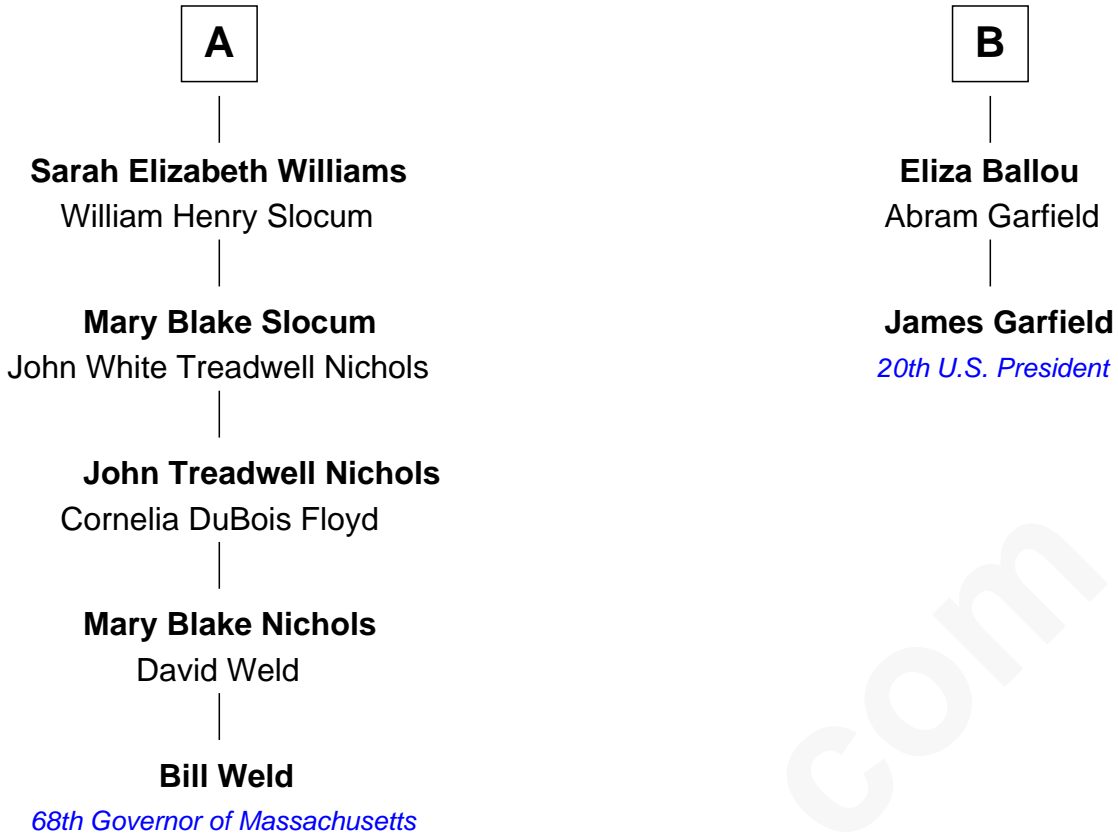 A
Sarah Elizabeth Williams
William Henry Slocum
Mary Blake Slocum
John White Treadwell Nichols
John Treadwell Nichols
Cornelia DuBois Floyd
Mary Blake Nichols
David Weld
Bill Weld
68th Governor of Massachusetts
B
Eliza Ballou
Abram Garfield
James Garfield
20th U.S. President
com